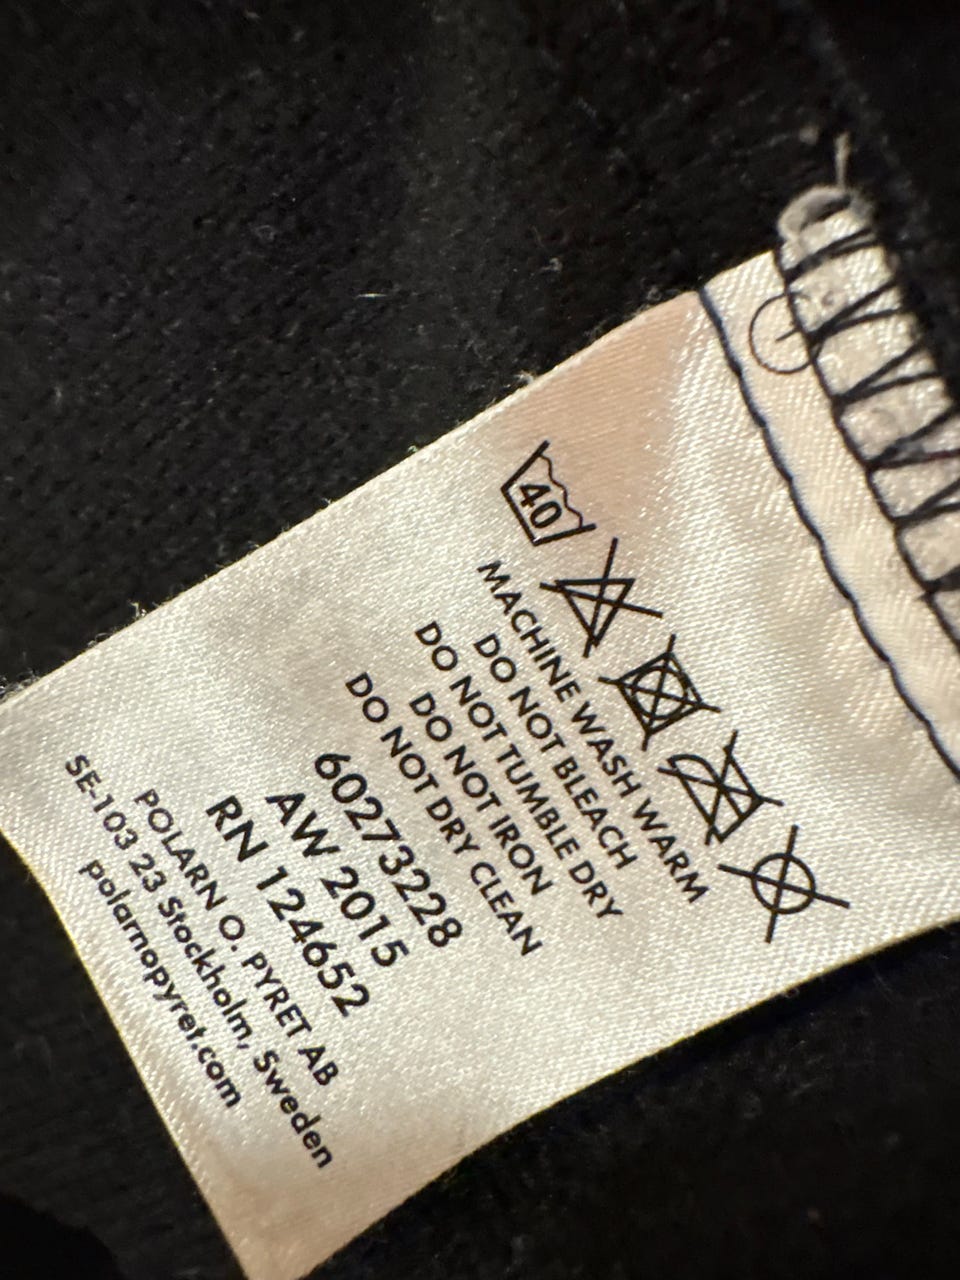 40
MACHINE WASH WARM
DO NOT BLEACH
DO NOT TUMBLE DRY
DO NOT IRON
DO NOT DRY CLEAN
60273228
AW 2015
RN 124652
POLARN O. PYRET AB
SE-103 23 Stockholm, Sweden
polarnopyret.com